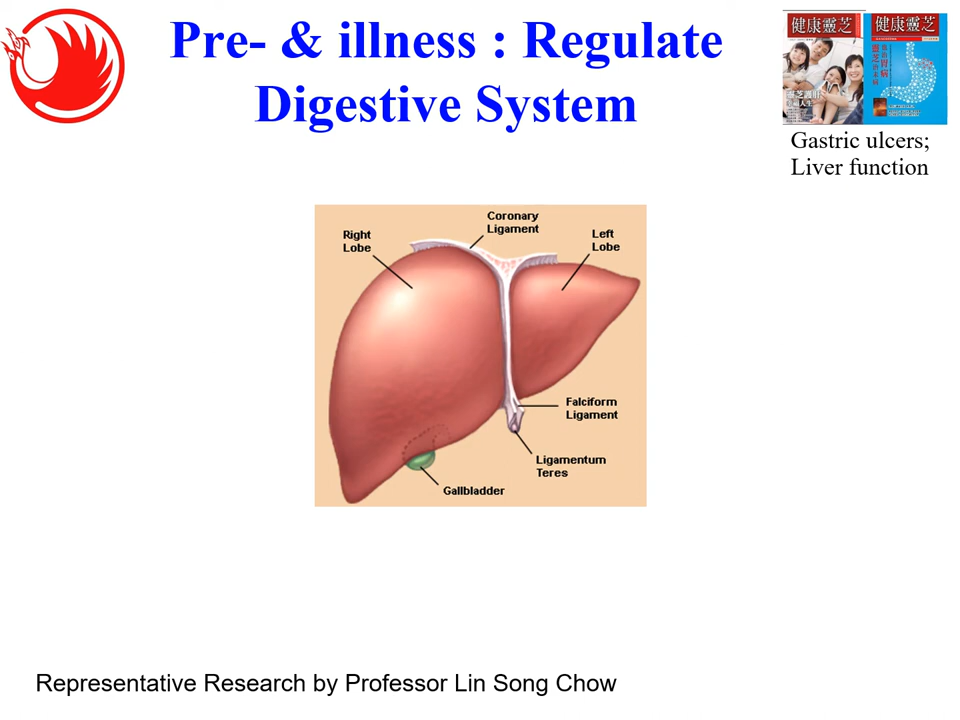 Pre- & illness : Regulate
Digestive System
健康靈芝
健康靈芝
Gastric ulcers;
Liver function
Coronary
Ligament
Right
Lobe
Left
Lobe
Falciform
Ligament
Ligamentum
Teres
Gallbladder
Representative Research by Professor Lin Song Chow